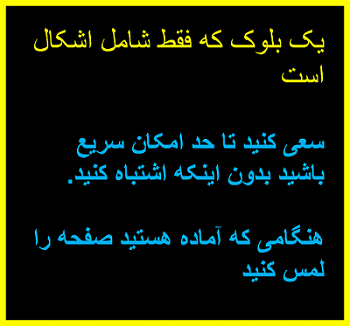 یک بلوک که فقط شامل اشکال
است
سعی کنید تا حد امکان سریع
باشید بدون اینکه اشتباه کنید.
هنگامی که آماده هستید صفحه را
لمس کنید